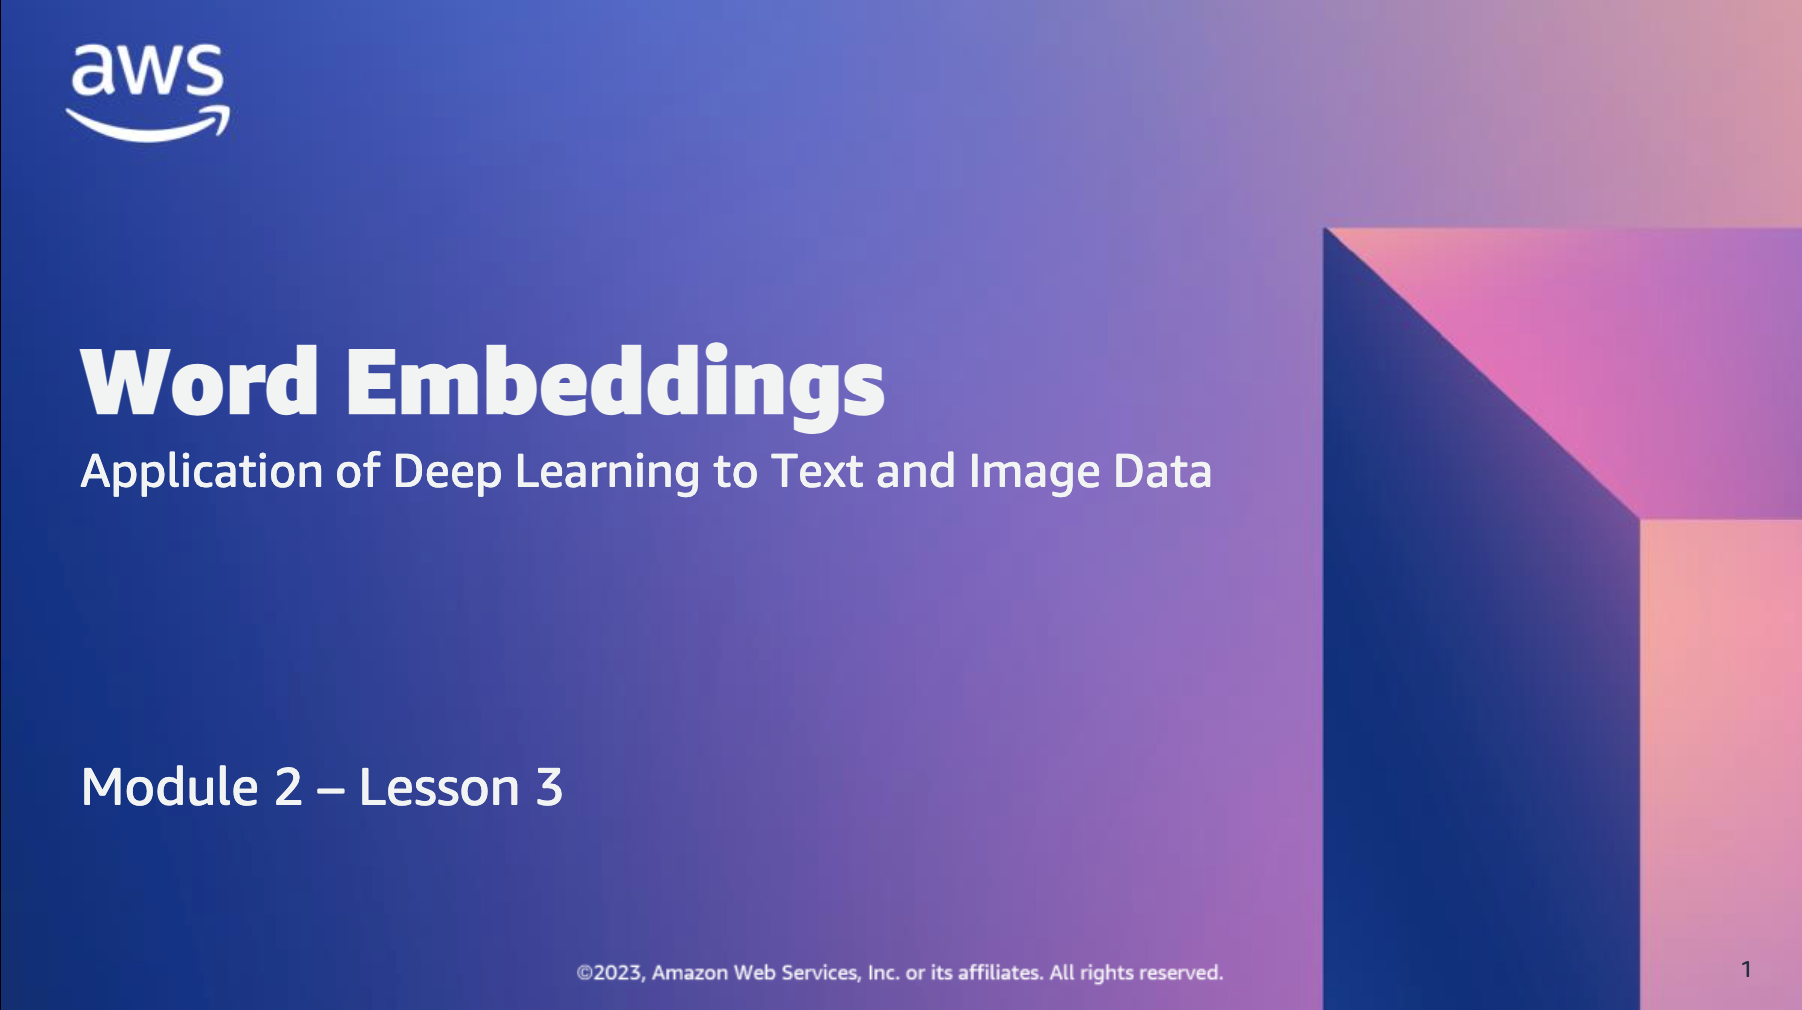 aws
Word Embeddings
Application of Deep Learning to Text and Image Data
Module 2 – Lesson 3
©2023, Amazon Web Services, Inc. or its affiliates. All rights reserved.
1